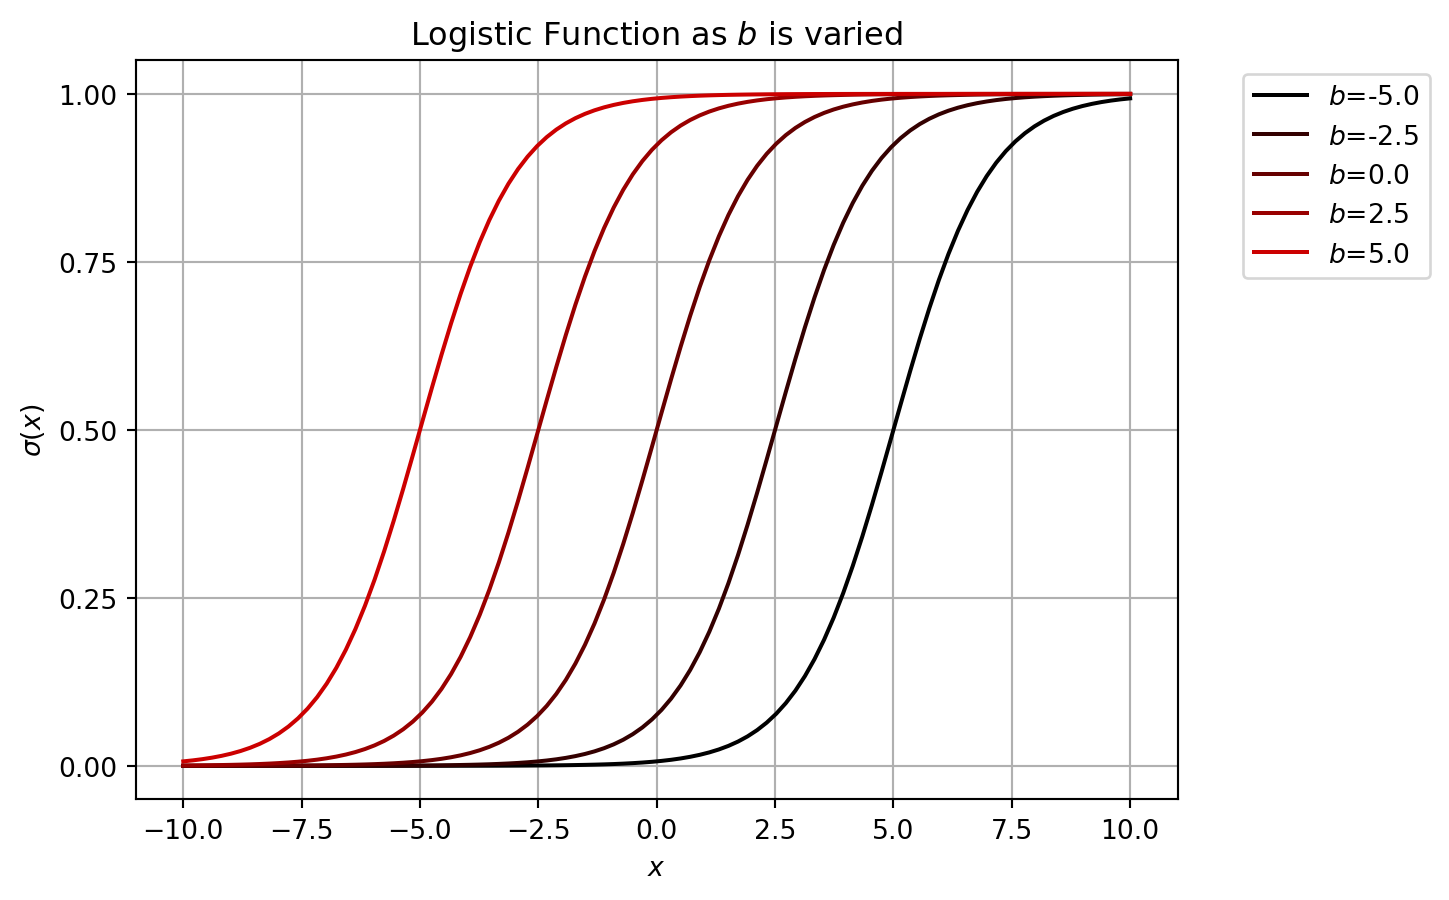 Logistic Function as b is varied
1.00
0.75
0.50
0.25
0.00
σ(x)
−10.0 −7.5 −5.0 −2.5 0.0 2.5 5.0 7.5 10.0
x
b=-5.0
b=-2.5
b=0.0
b=2.5
b=5.0